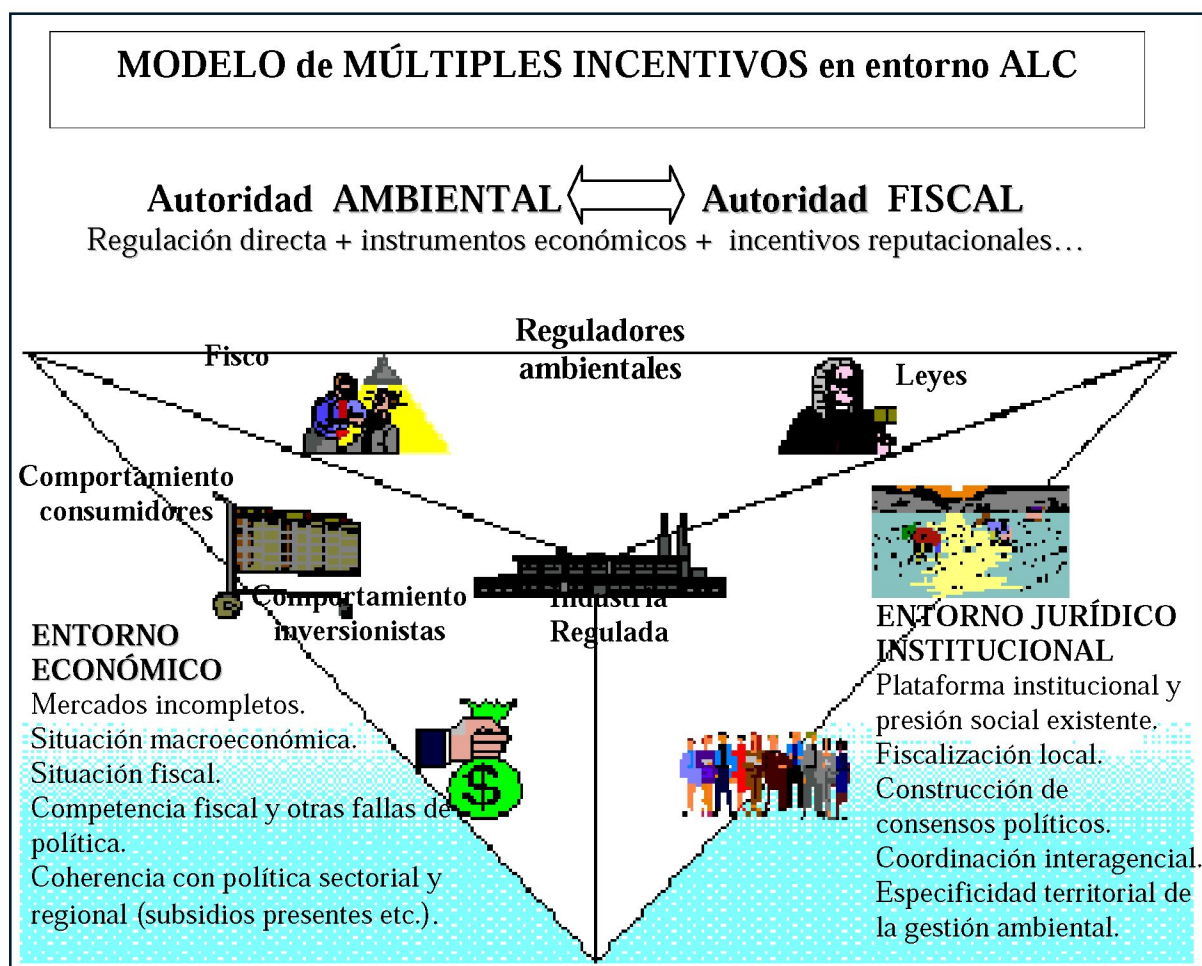 MODELO de MÚLTIPLES INCENTIVOS en entorno ALC
Autoridad AMBIENTAL Autoridad FISCAL
Regulación directa + instrumentos económicos + incentivos reputacionales…
Fisco
Reguladores
ambientales
Leyes
Comportamiento
consumidores
Comportamiento
inversionistas
Industria
Regulada
ENTORNO
ECONÓMICO
Mercados incompletos.
Situación macroeconómica.
Situación fiscal.
Competencia fiscal y otras fallas de
política.
Coherencia con política sectorial y
regional (subsidios presentes etc.).
$
ENTORNO JURÍDICO
INSTITUCIONAL
Plataforma institucional y
presión social existente.
Fiscalización local.
Construcción de
consensos políticos.
Coordinación interagencial.
Especificidad territorial de
la gestión ambiental.